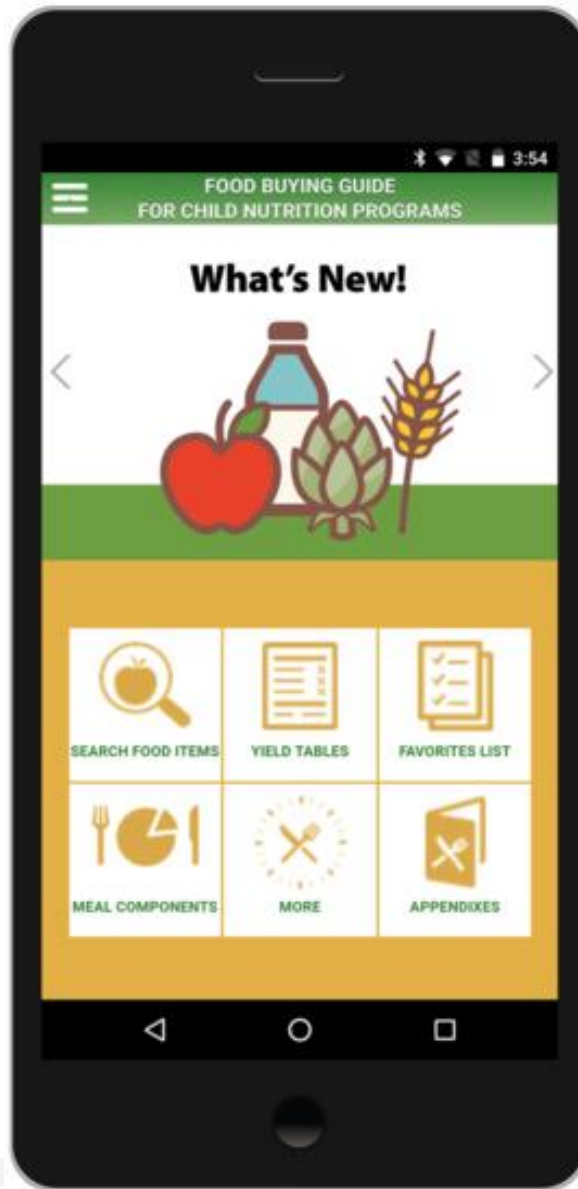 3:54
FOOD BUYING GUIDE
FOR CHILD NUTRITION PROGRAMS
What's New!
SEARCH FOOD ITEMS
YIELD TABLES
FAVORITES LIST
MEAL COMPONENTS
MORE
APPENDIXES